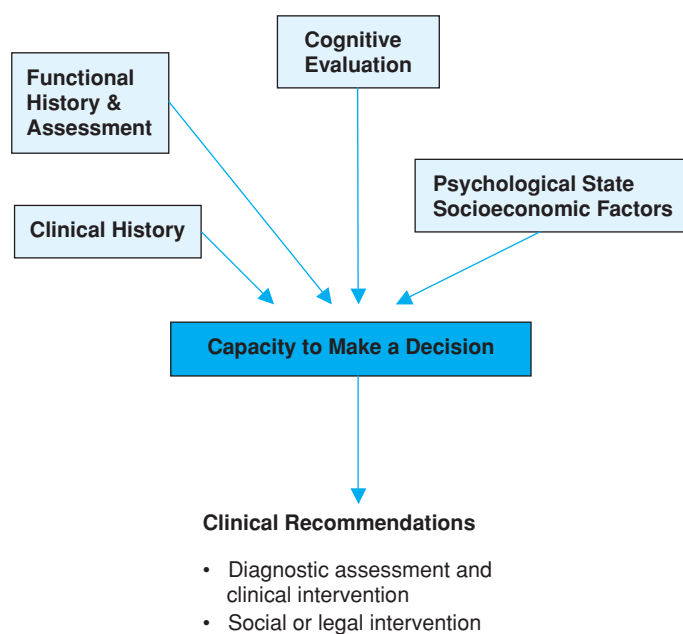 Cognitive
Evaluation
Functional
History &
Assessment
Psychological State
Socioeconomic Factors
Clinical History
Capacity to Make a Decision
Clinical Recommendations
• Diagnostic assessment and
clinical intervention
• Social or legal intervention